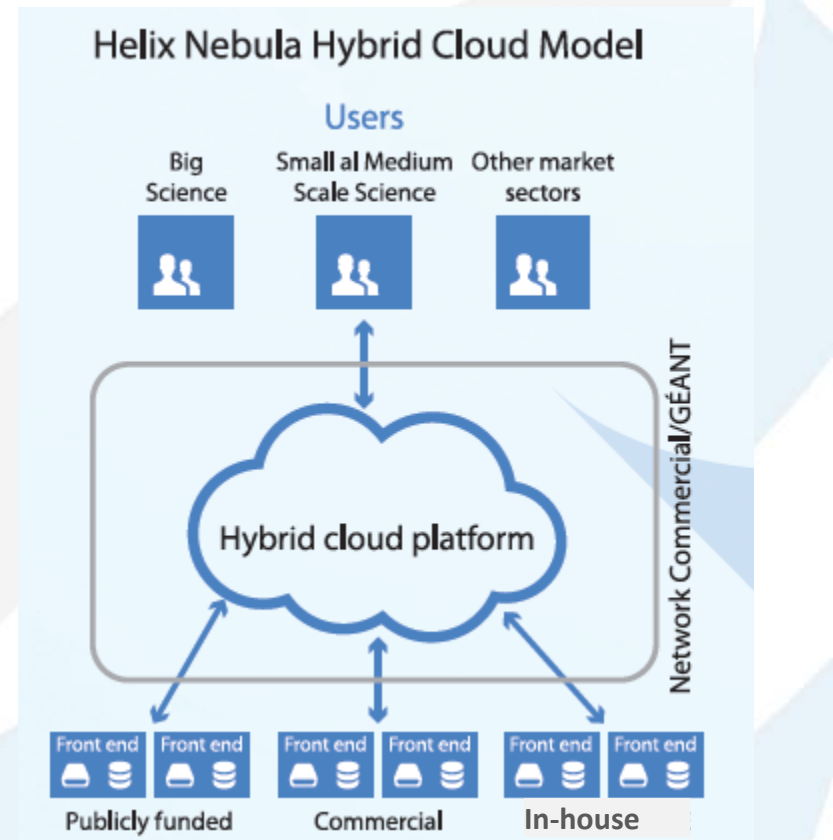 Helix Nebula Hybrid Cloud Model
Users
Big
Science
Small al Medium
Scale Science
Other market
sectors
Network Commercial/GÉANT
Hybrid cloud platform
Front end
Front end
Front end
Front end
Front end
Front end
Publicly funded
Commercial
In-house